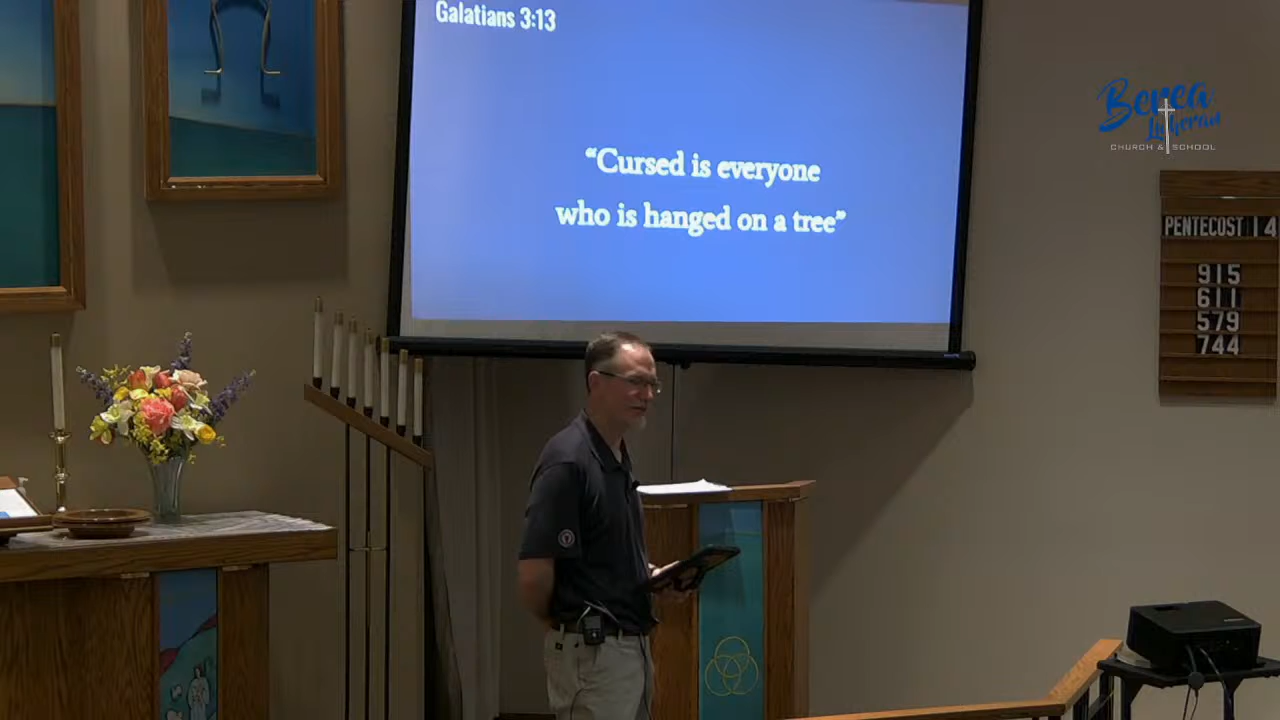 Galatians 3:13
“Cursed is everyone
who is hanged on a tree”
Berea
Lutheran
CHURCH & SCHOOL
PENTECOST 14
915
611
579
744